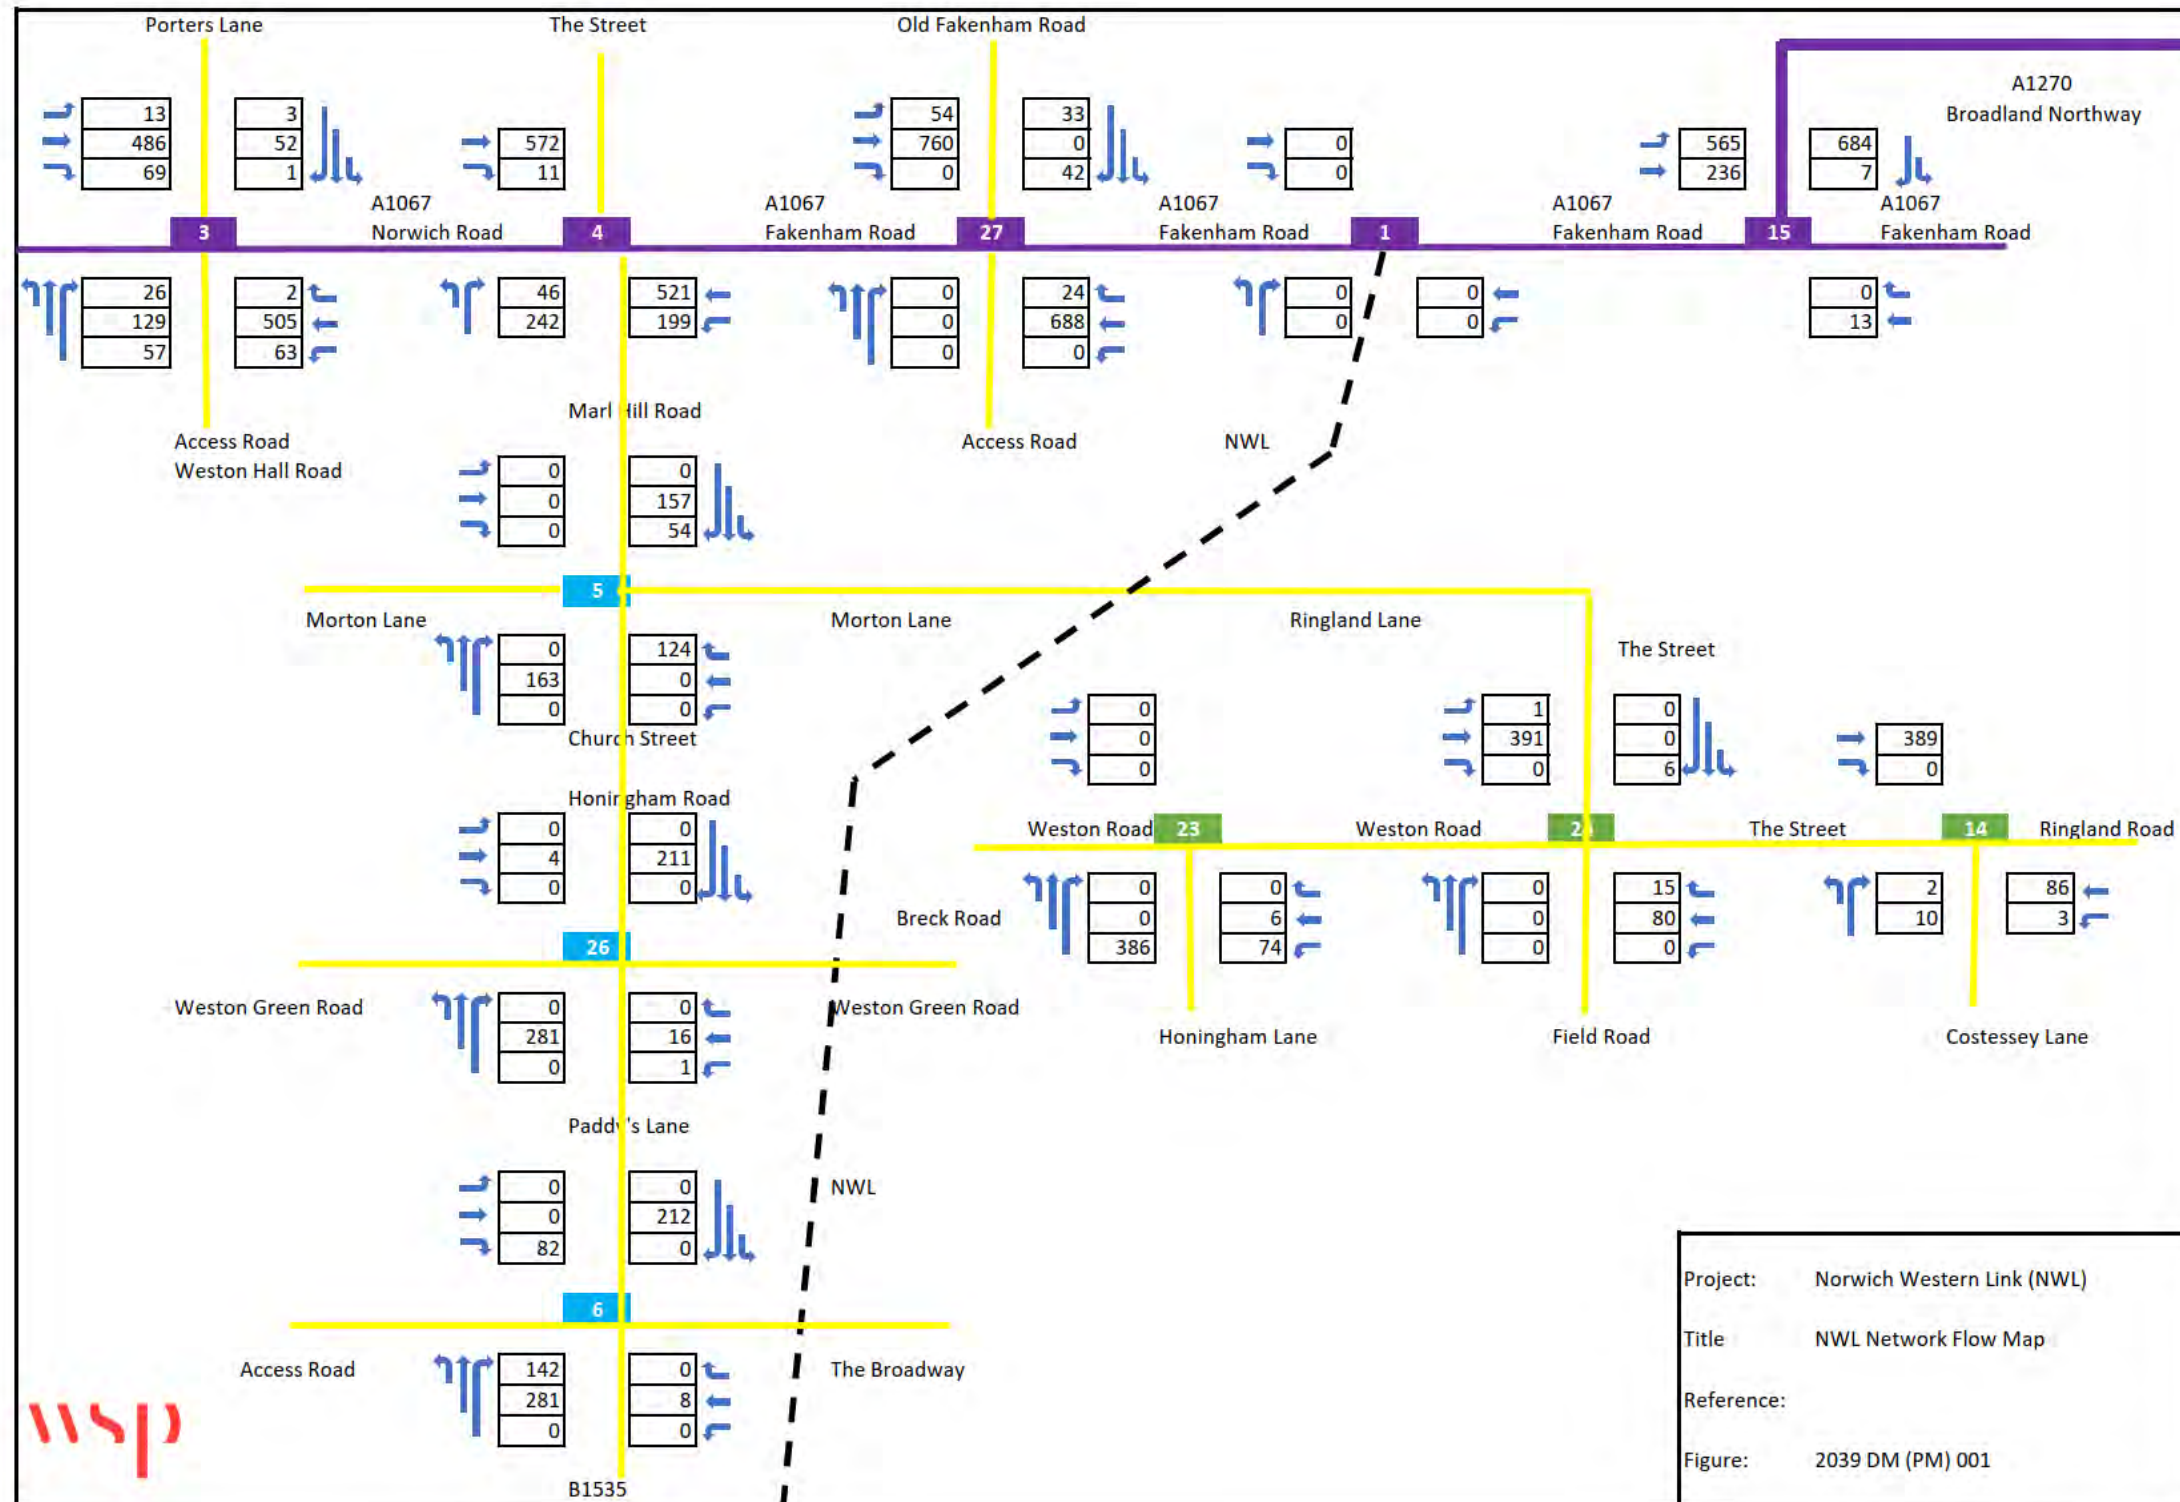 Porters Lane
The Street
Old Fakenham Road
A1270
Broadland Northway
13 3
486 52
69 1
572
11
54 33
760 0
0 42
0
0
565 684
236 7
A1067
Norwich Road
A1067
Fakenham Road
A1067
Fakenham Road
A1067
Fakenham Road
A1067
Fakenham Road
3
4
27
1
15
26 2
129 505
57 63
46 521
242 199
0 24
0 688
0 0
0 0
0 0
0
13
Marl Hill Road
Access Road
Weston Hall Road
Access Road
NWL
0 0
0 157
0 54
5
Morton Lane
Morton Lane
Ringland Lane
The Street
0 124
163 0
0 0
Church Street
0
0
0
1 0
391 0
0 6
389
0
Honingham Road
0 0
4 211
0 0
Weston Road
23
Weston Road
The Street
14
Ringland Road
Breck Road
0 0
0 6
386 74
0 15
0 80
0 0
2 86
10 3
26
Weston Green Road
Weston Green Road
Honingham Lane
Field Road
Costessey Lane
0 0
281 16
0 1
Paddy's Lane
NWL
0 0
0 212
82 0
6
Access Road
The Broadway
142 0
281 8
0 0
B1535
wsp
Project: Norwich Western Link (NWL)
Title NWL Network Flow Map
Reference:
Figure: 2039 DM (PM) 001